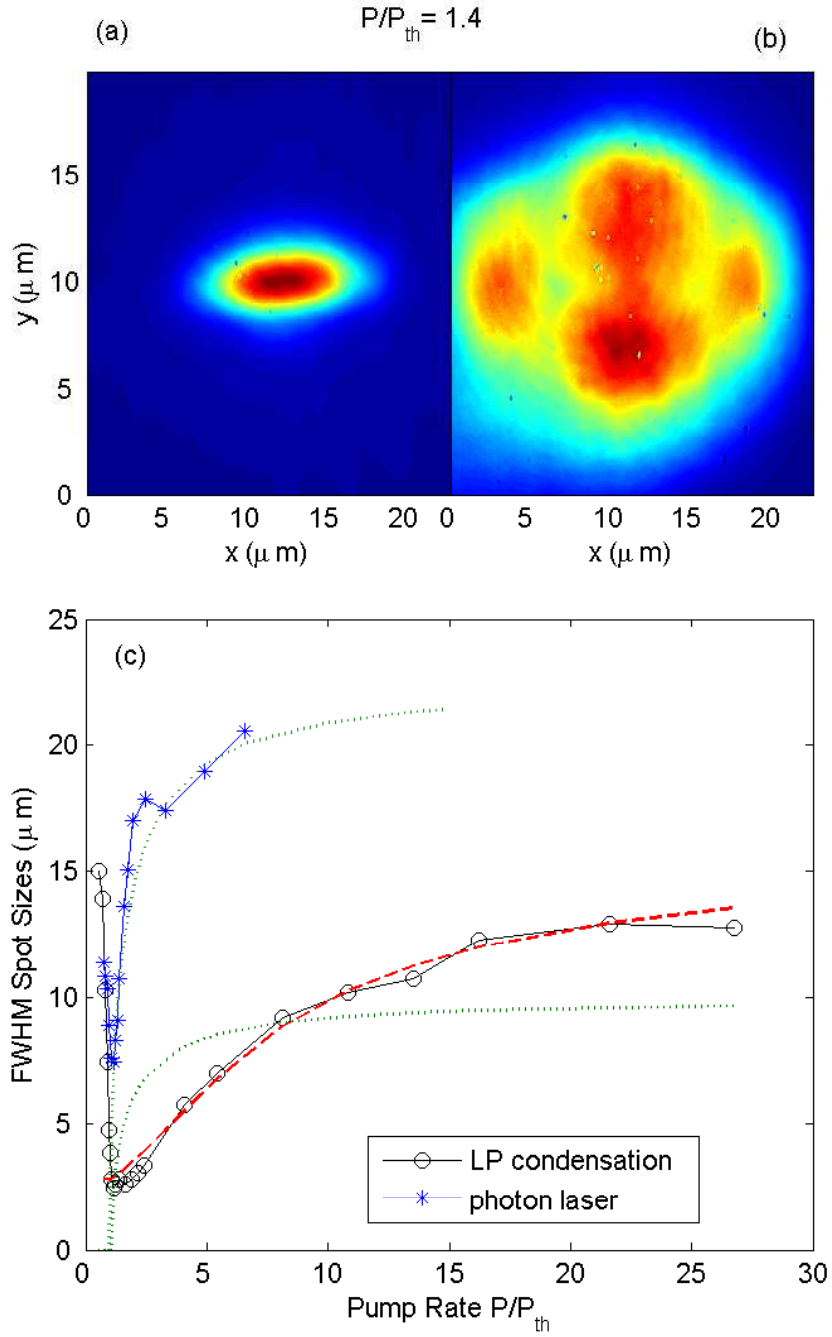 P/Pth= 1.4
(a)
(b)
15
10
5
0
y (μ m)
0 5 10 15 20
x (μ m)
0 5 10 15 20
x (μ m)
(c)
25
20
15
10
5
0
FWHM Spot Sizes (μ m)
LP condensation
photon laser
0 5 10 15 20 25 30
Pump Rate P/Pth